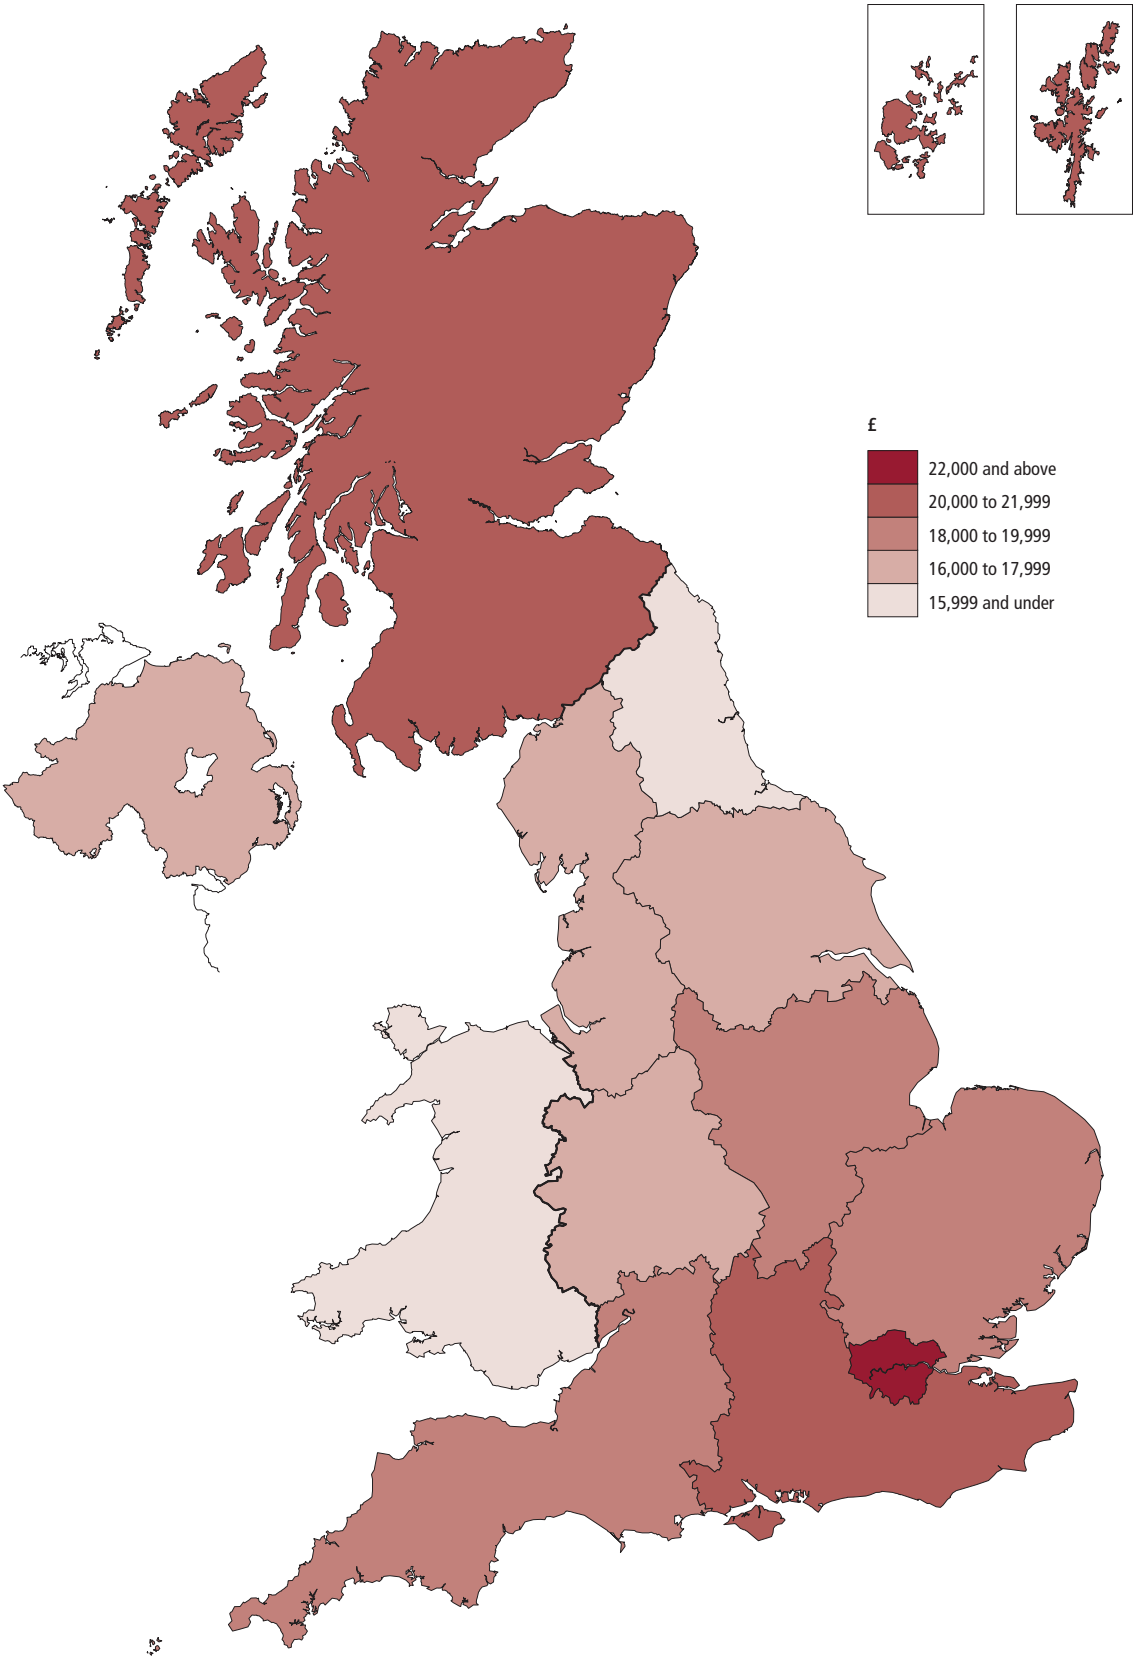 £
22,000 and above
20,000 to 21,999
18,000 to 19,999
16,000 to 17,999
15,999 and under